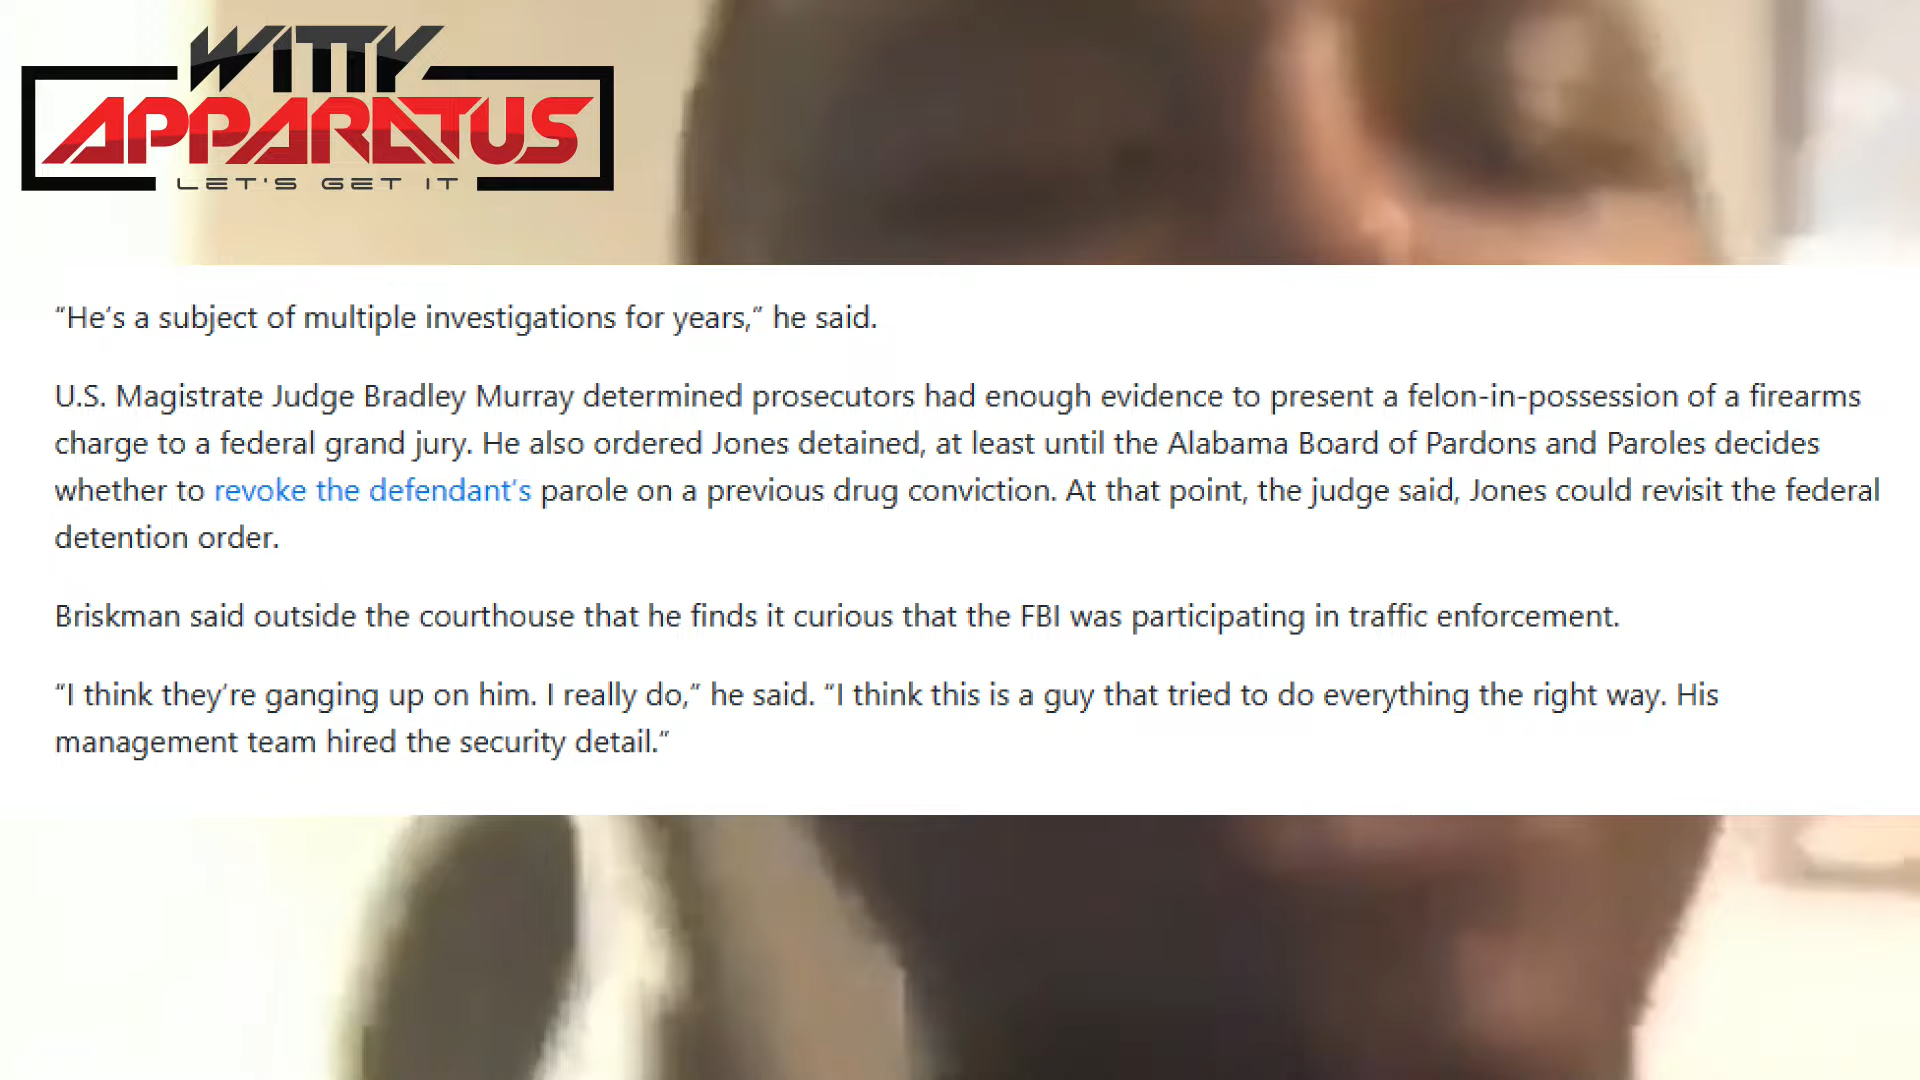 WITTY
APPARATUS
LET'S GET IT
“He’s a subject of multiple investigations for years,” he said.
U.S. Magistrate Judge Bradley Murray determined prosecutors had enough evidence to present a felon-in-possession of a firearms
charge to a federal grand jury. He also ordered Jones detained, at least until the Alabama Board of Pardons and Paroles decides
whether to revoke the defendant’s parole on a previous drug conviction. At that point, the judge said, Jones could revisit the federal
detention order.
Briskman said outside the courthouse that he finds it curious that the FBI was participating in traffic enforcement.
“I think they’re ganging up on him. I really do,” he said. “I think this is a guy that tried to do everything the right way. His
management team hired the security detail.”